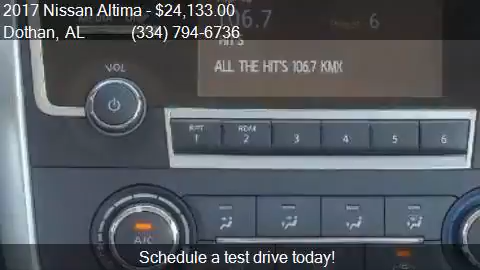 2017 Nissan Altima - $24,133.00
Dothan, AL (334) 794-6736
106.7 6
HIT'S
ALL THE HIT'S 106.7 KMX
VOL
RPT RDM
1 2 3 4 5 6
A/C
Schedule a test drive today!